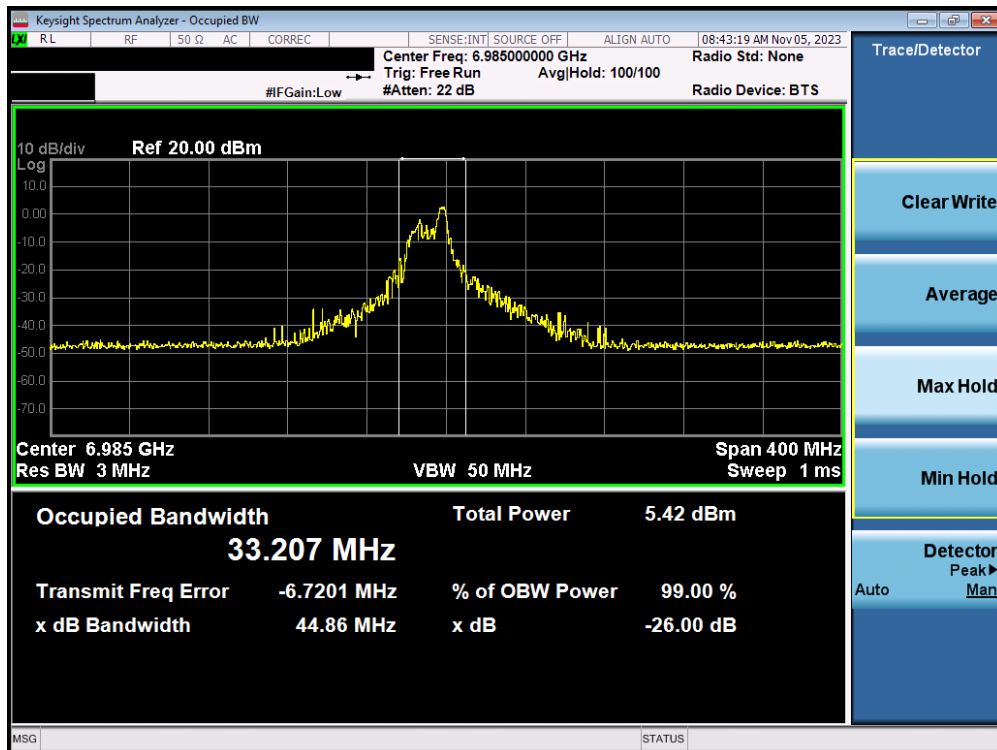 Keysight Spectrum Analyzer - Occupied BW
LXI RL RF 50 Ω AC CORREC SENSE:INT SOURCE OFF ALIGN AUTO 08:43:19 AM Nov 05, 2023
Center Freq: 6.985000000 GHz Radio Std: None
Trig: Free Run Avg|Hold: 100/100
#IFGain:Low #Atten: 22 dB Radio Device: BTS
Trace/Detector
10 dB/div Ref 20.00 dBm
Log
10.0
0.00
-10.0
-20.0
-30.0
-40.0
-50.0
-60.0
-70.0
Center 6.985 GHz Span 400 MHz
Res BW 3 MHz VBW 50 MHz Sweep 1 ms
Occupied Bandwidth Total Power 5.42 dBm
33.207 MHz
Transmit Freq Error -6.7201 MHz % of OBW Power 99.00 %
x dB Bandwidth 44.86 MHz x dB -26.00 dB
Clear Write
Average
Max Hold
Min Hold
Detector
Peak▶
Auto Man
MSG STATUS